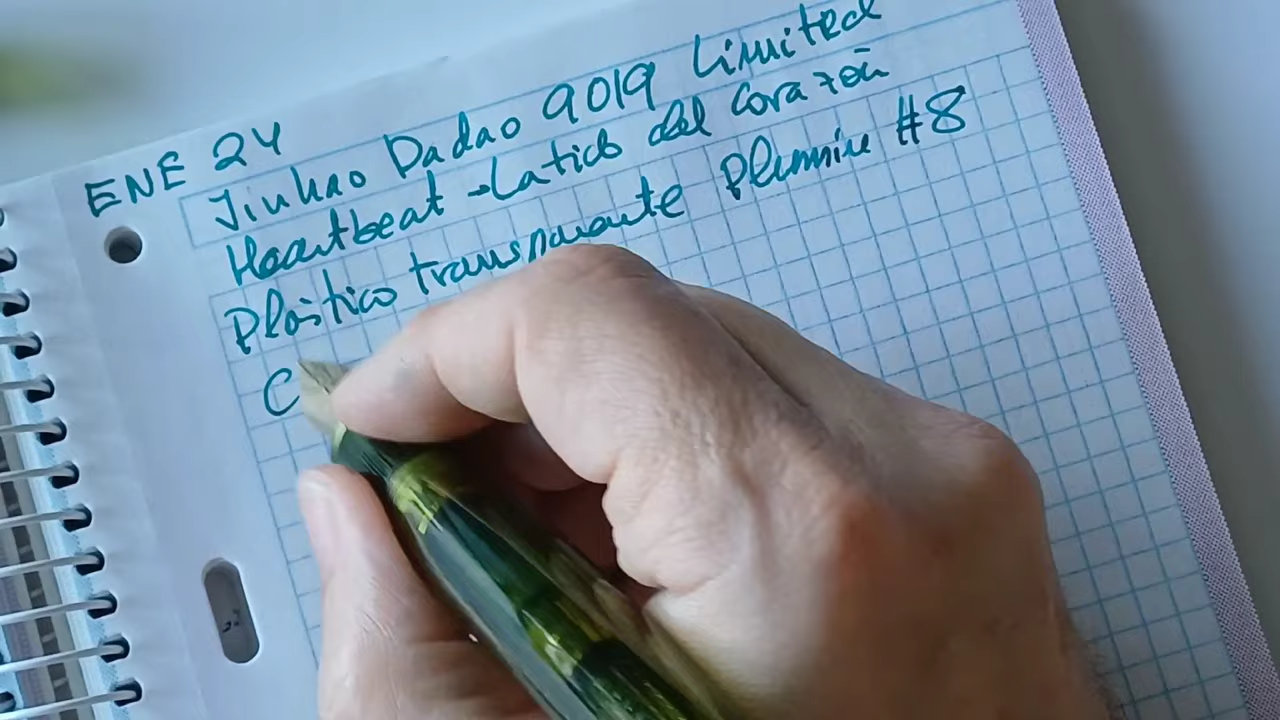 ENE 24
Jinhao Dadao 9019 Limited
Heartbeat - Latido del corazón
Plástico transparente Plumín #8
C